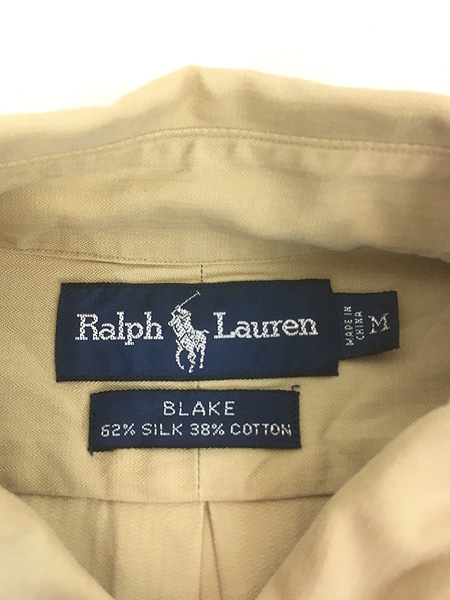 Ralph Lauren
MADE IN
CHINA
M
BLAKE
62% SILK 38% COTTON